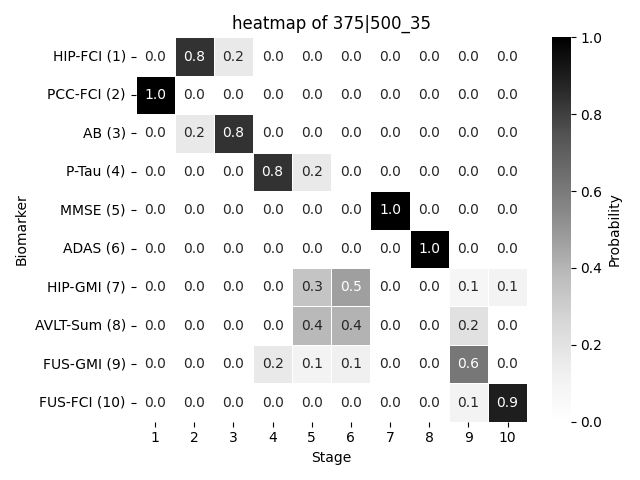 heatmap of 375|500_35
HIP-FCI (1) 0.0 0.8 0.2 0.0 0.0 0.0 0.0 0.0 0.0 0.0
PCC-FCI (2) 1.0 0.0 0.0 0.0 0.0 0.0 0.0 0.0 0.0 0.0
AB (3) 0.0 0.2 0.8 0.0 0.0 0.0 0.0 0.0 0.0 0.0
P-Tau (4) 0.0 0.0 0.0 0.8 0.2 0.0 0.0 0.0 0.0 0.0
MMSE (5) 0.0 0.0 0.0 0.0 0.0 0.0 1.0 0.0 0.0 0.0
ADAS (6) 0.0 0.0 0.0 0.0 0.0 0.0 0.0 1.0 0.0 0.0
HIP-GMI (7) 0.0 0.0 0.0 0.0 0.3 0.5 0.0 0.0 0.1 0.1
AVLT-Sum (8) 0.0 0.0 0.0 0.0 0.4 0.4 0.0 0.0 0.2 0.0
FUS-GMI (9) 0.0 0.0 0.0 0.2 0.1 0.1 0.0 0.0 0.6 0.0
FUS-FCI (10) 0.0 0.0 0.0 0.0 0.0 0.0 0.0 0.0 0.1 0.9
1 2 3 4 5 6 7 8 9 10
Stage
Biomarker
1.0
0.8
0.6
0.4
0.2
0.0
Probability